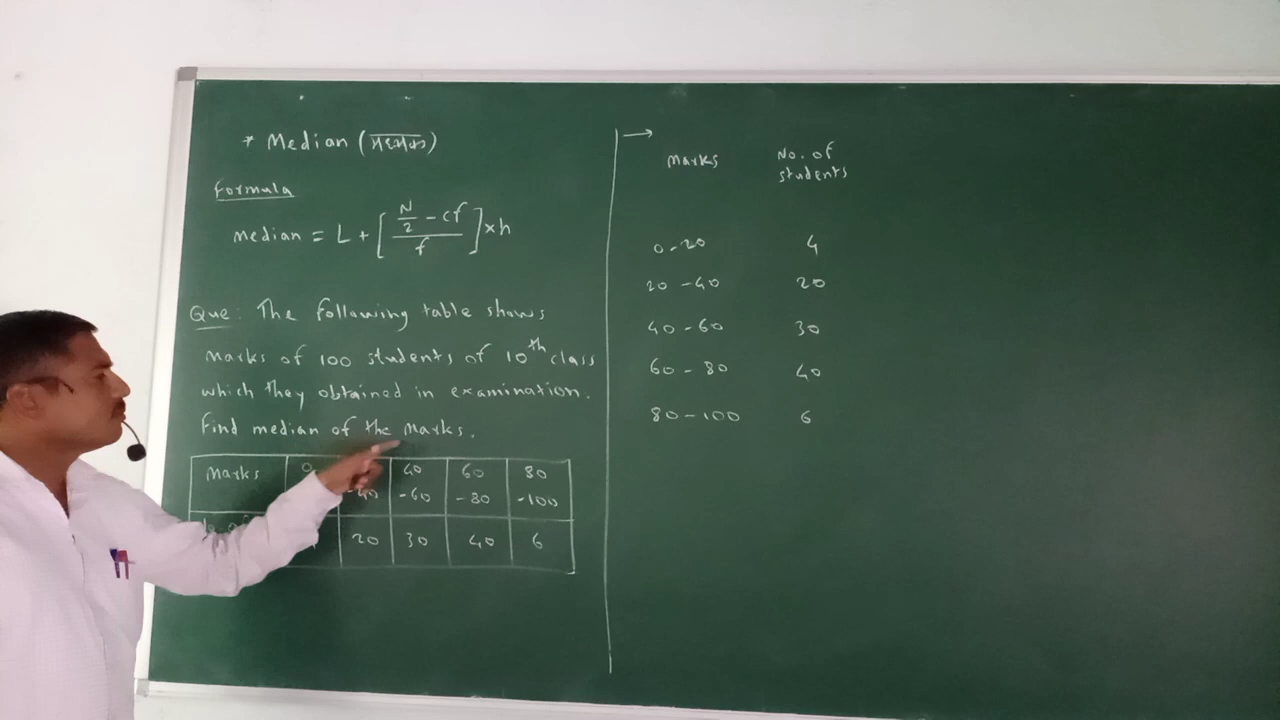 * Median (मध्यक)
Formula
median = L + [ (N/2 - cf) / f ] × h
Que: The following table shows
marks of 100 students of 10th class
which they obtained in examination.
Find median of the marks.
Marks 0 40 60 80
-40 -60 -80 -100
20 30 40 6
→
Marks No. of students
0-20 4
20-40 20
40-60 30
60-80 40
80-100 6